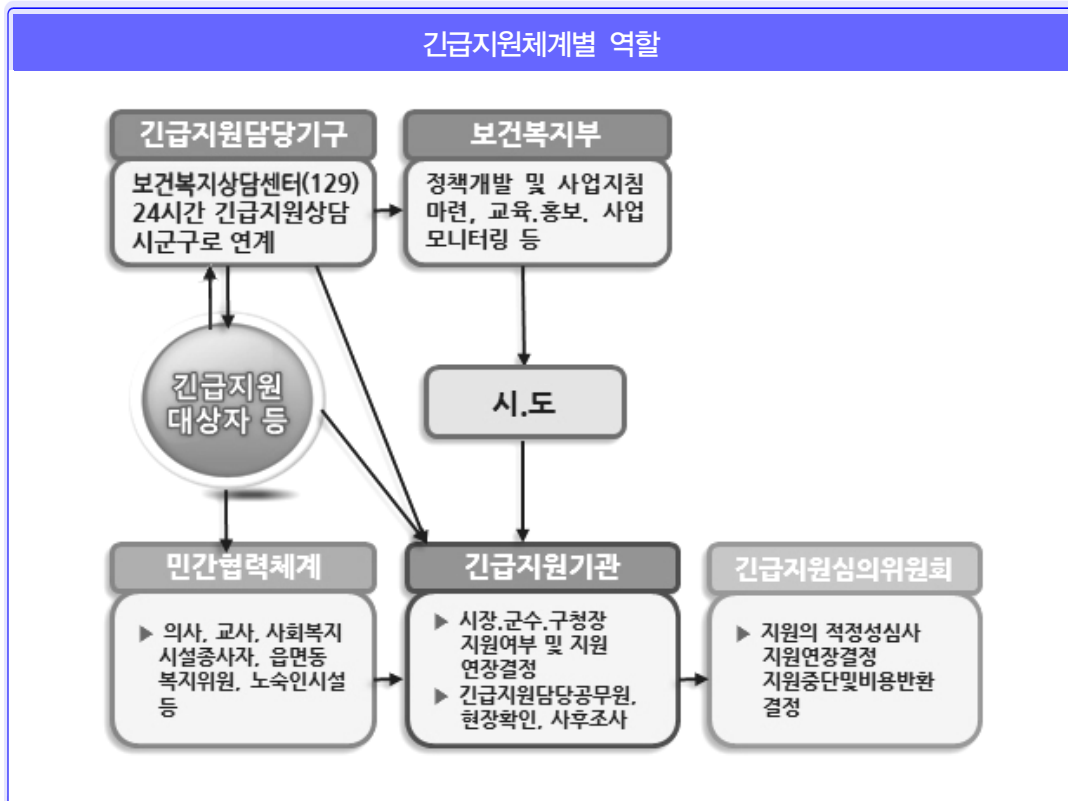 긴급지원체계별 역할
긴급지원담당기구
보건복지상담센터(129)
24시간 긴급지원상담
시군구로 연계
보건복지부
정책개발 및 사업지침
마련, 교육.홍보. 사업
모니터링 등
긴급지원
대상자 등
시.도
민간협력체계
▶ 의사, 교사, 사회복지
시설종사자, 읍면동
복지위원, 노숙인시설
등
긴급지원기관
▶ 시장.군수.구청장
지원여부 및 지원
연장결정
▶ 긴급지원담당공무원,
현장확인, 사후조사
긴급지원심의위원회
▶ 지원의 적정성심사
지원연장결정
지원중단및비용반환
결정